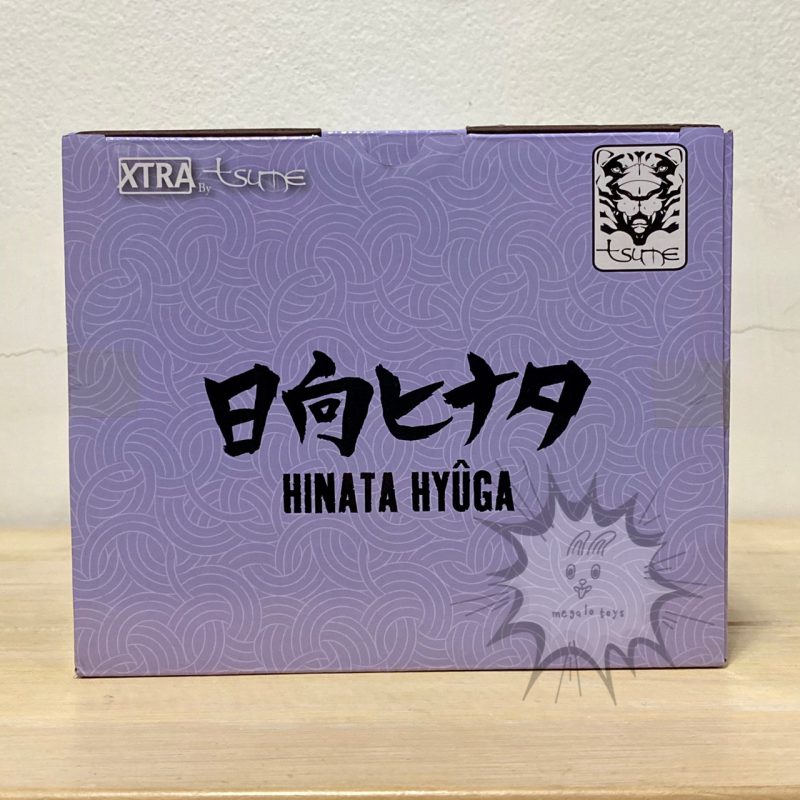 XTRA By tsume
tsume
日向ヒナタ
HINATA HYÛGA
megalo toys